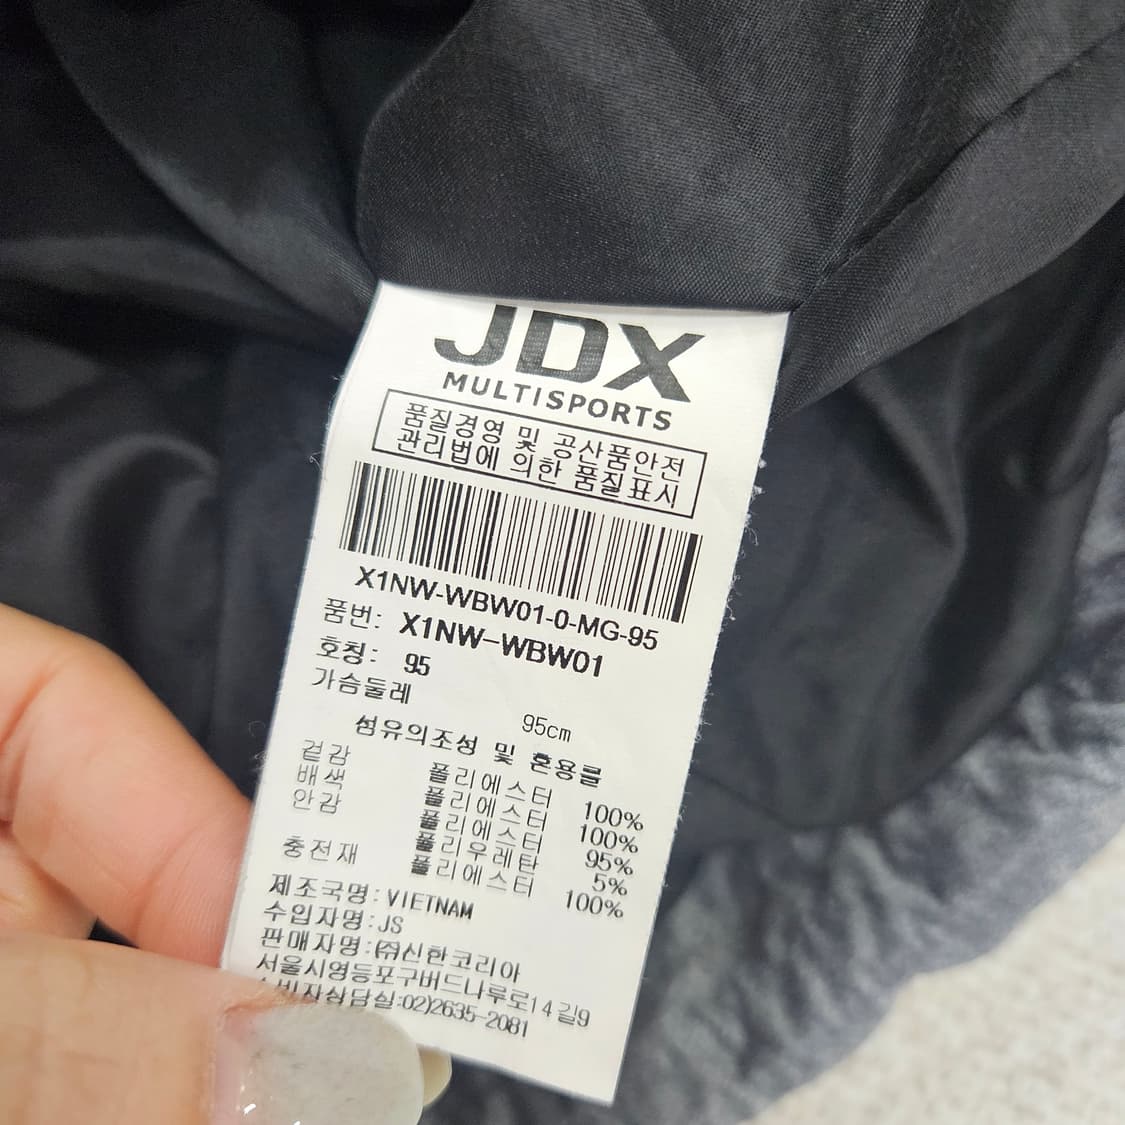 JDX
MULTISPORTS
품질경영 및 공산품안전
관리법에 의한 품질표시
X1NW-WBW01-0-MG-95
품번: X1NW-WBW01
호칭: 95
가슴둘레 95cm
섬유의조성 및 혼용률
겉감 폴리에스터 100%
배색 폴리에스터 100%
안감 폴리에스터 95%
폴리우레탄 5%
충전재 폴리에스터 100%
제조국명:VIETNAM
수입자명:JS
판매자명:㈜신한코리아
서울시영등포구버드나루로14길9
비자상담실:02)2635-2081